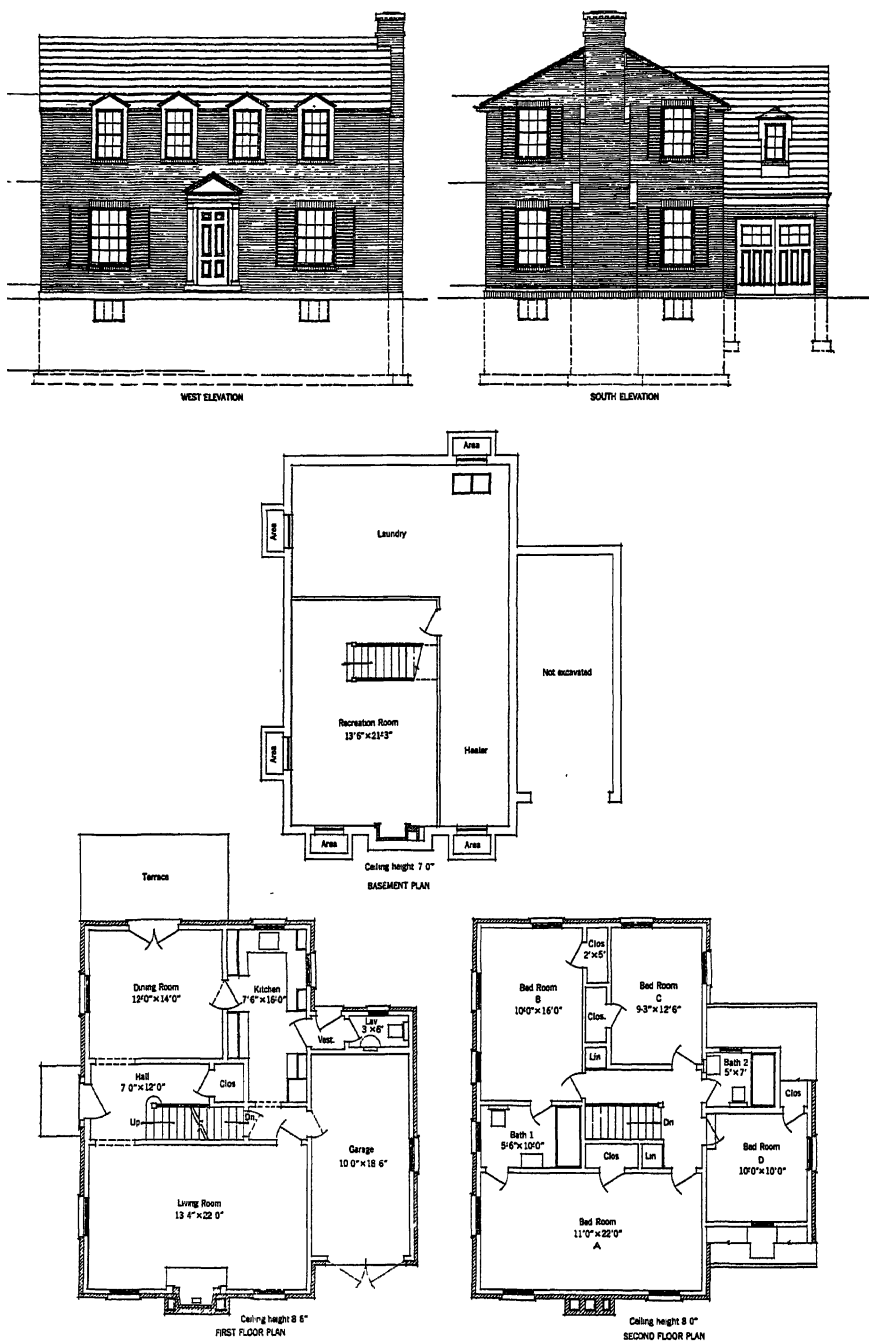 WEST ELEVATION
SOUTH ELEVATION
Area
Area
Laundry
Not excavated
Recreation Room
13'6"×21'3"
Heater
Area
Area
Area
Ceiling height 7 0"
BASEMENT PLAN
Terrace
Dining Room
12'0"×14'0"
Kitchen
7'6"×16'0"
Lav
3 ×6'
Vest.
Hall
7 0"×12'0"
Clos
Up
Dn.
Garage
10 0"×18 6"
Living Room
13 4"×22 0"
Ceiling height 8 6"
FIRST FLOOR PLAN
Clos
2'×5'
Bed Room
B
10'0"×16'0"
Bed Room
C
9-3"×12'6"
Clos.
Lin
Bath 2
5'×7'
Clos
Dn
Bath 1
5'6"×10'0"
Clos
Lin
Bed Room
D
10'0"×10'0"
Bed Room
11'0"×22'0"
A
Ceiling height 8 0"
SECOND FLOOR PLAN